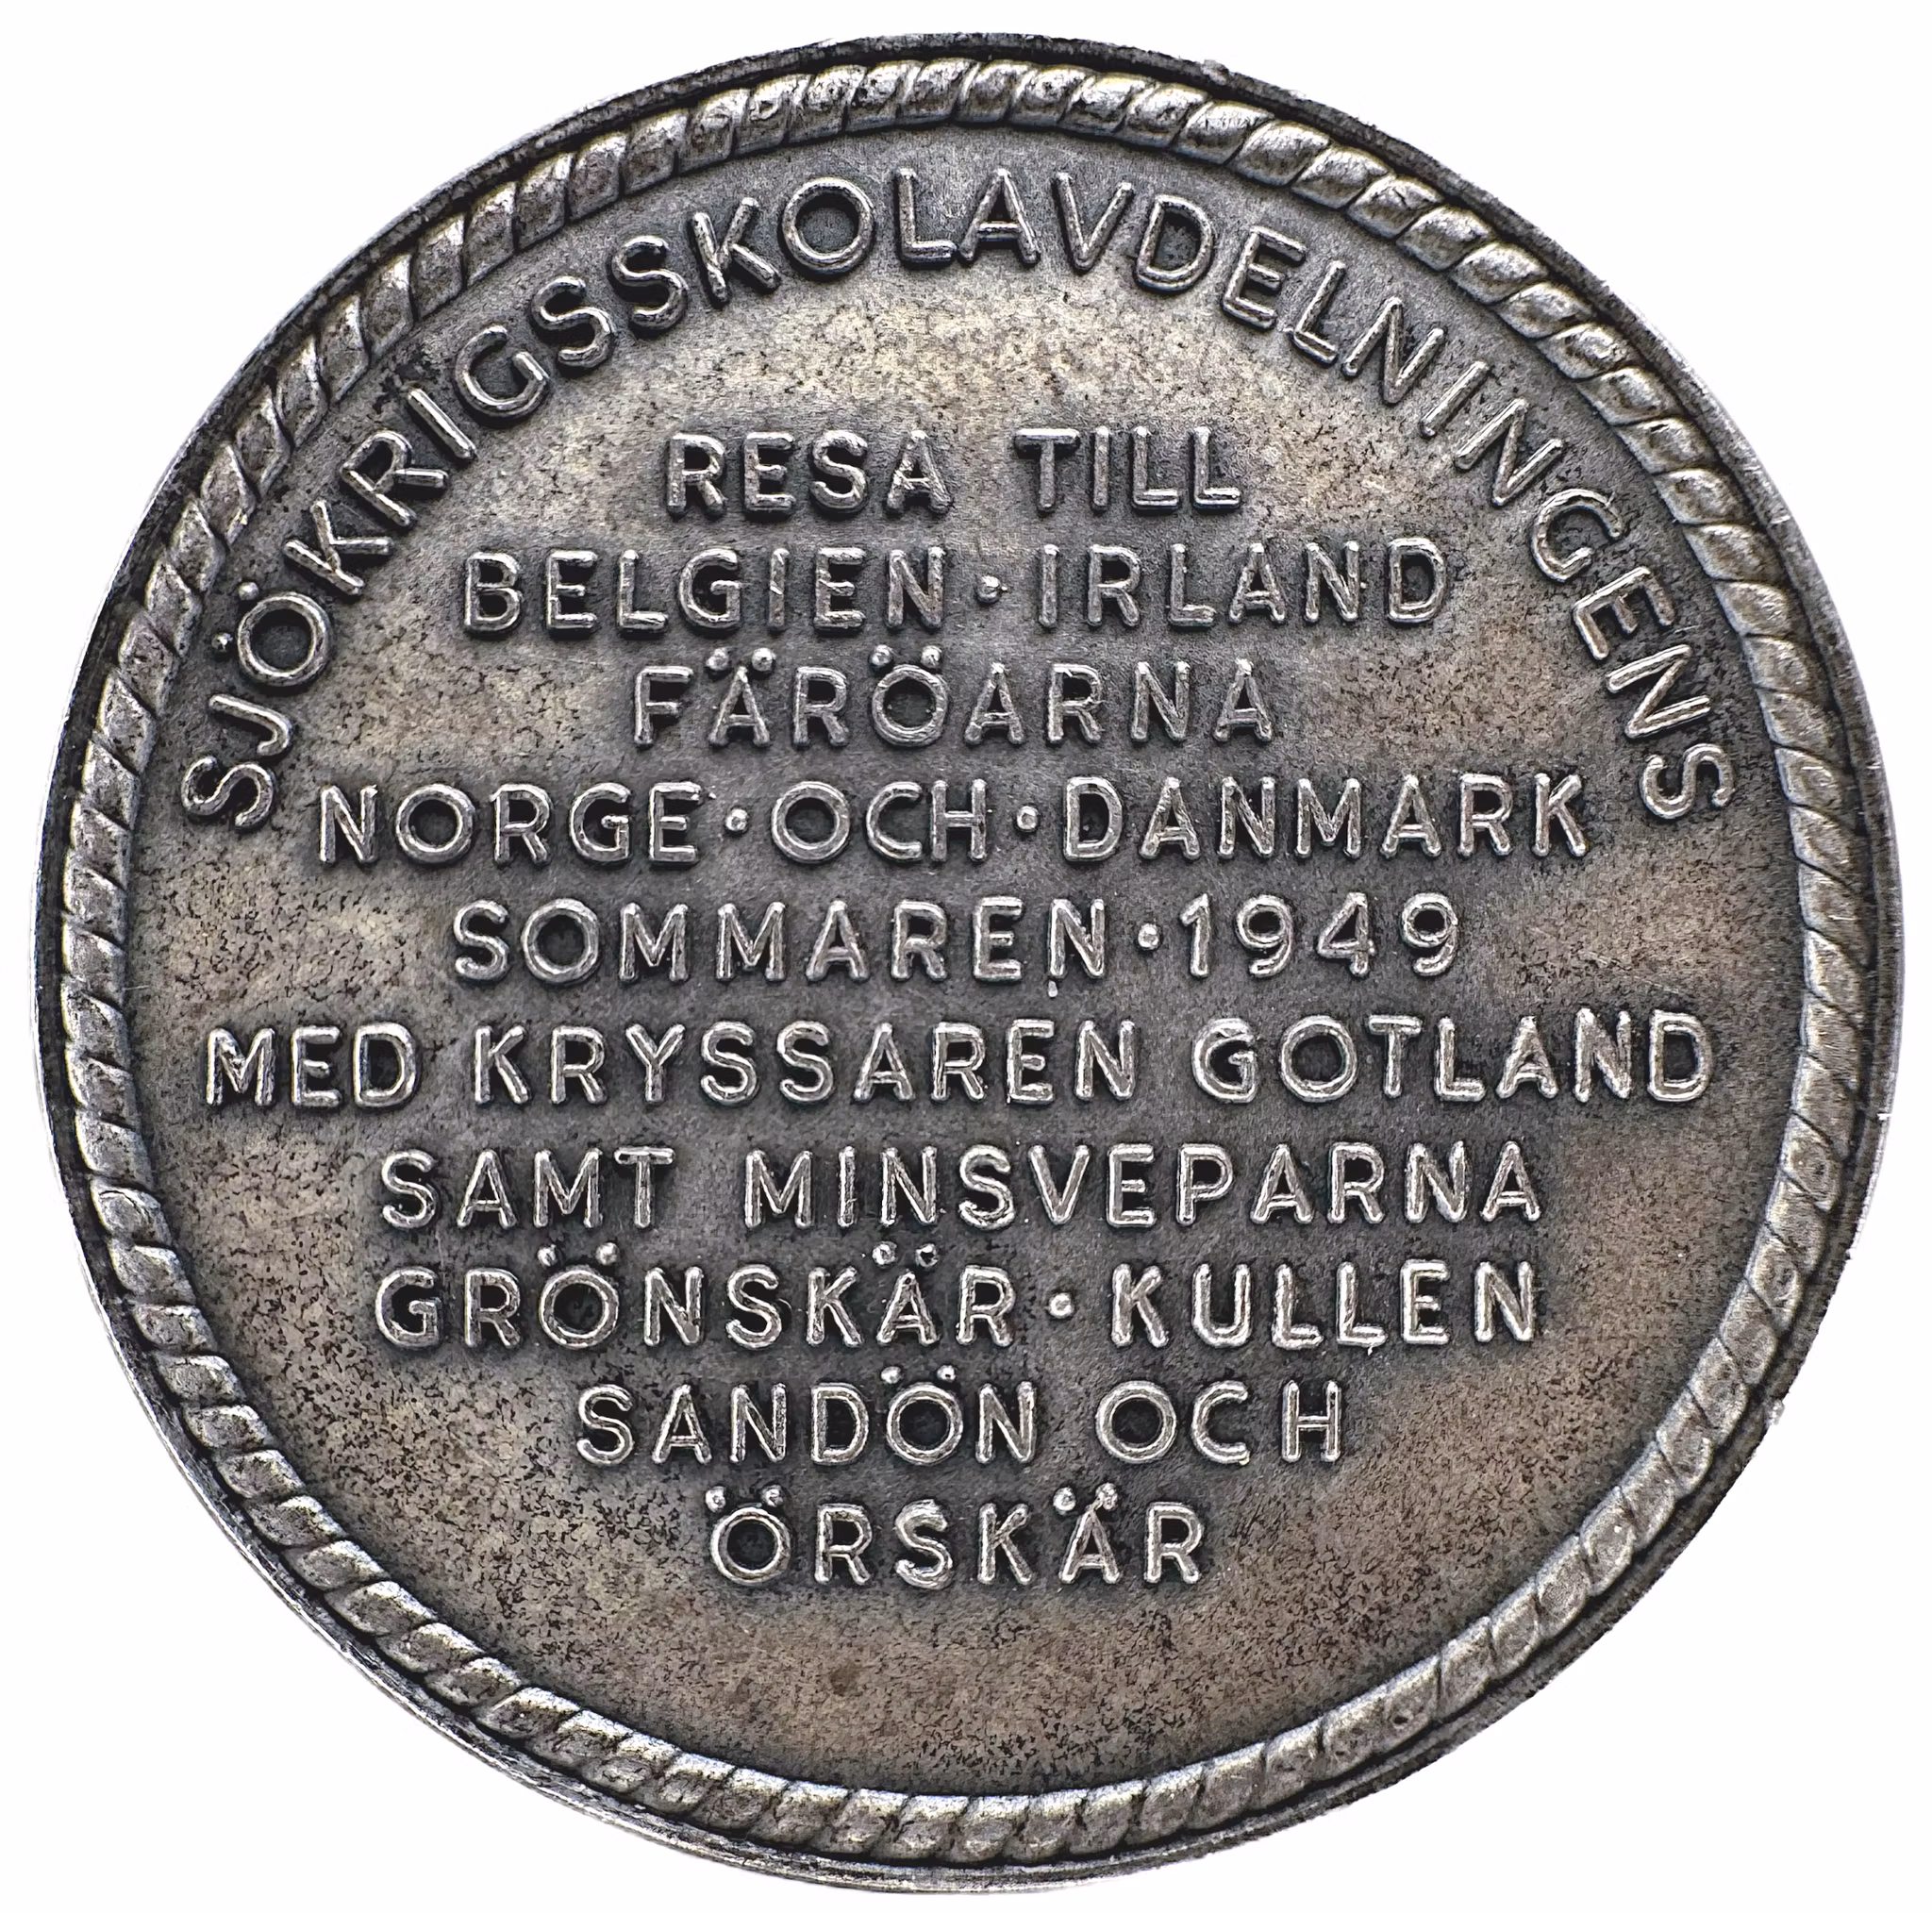 SJÖKRIGSSKOLAVDELNINGENS
RESA TILL
BELGIEN·IRLAND
FÄRÖARNA
NORGE·OCH·DANMARK
SOMMAREN·1949
MED KRYSSAREN GOTLAND
SAMT MINSVEPARNA
GRÖNSKÄR·KULLEN
SANDÖN OCH
ÖRSKÄR